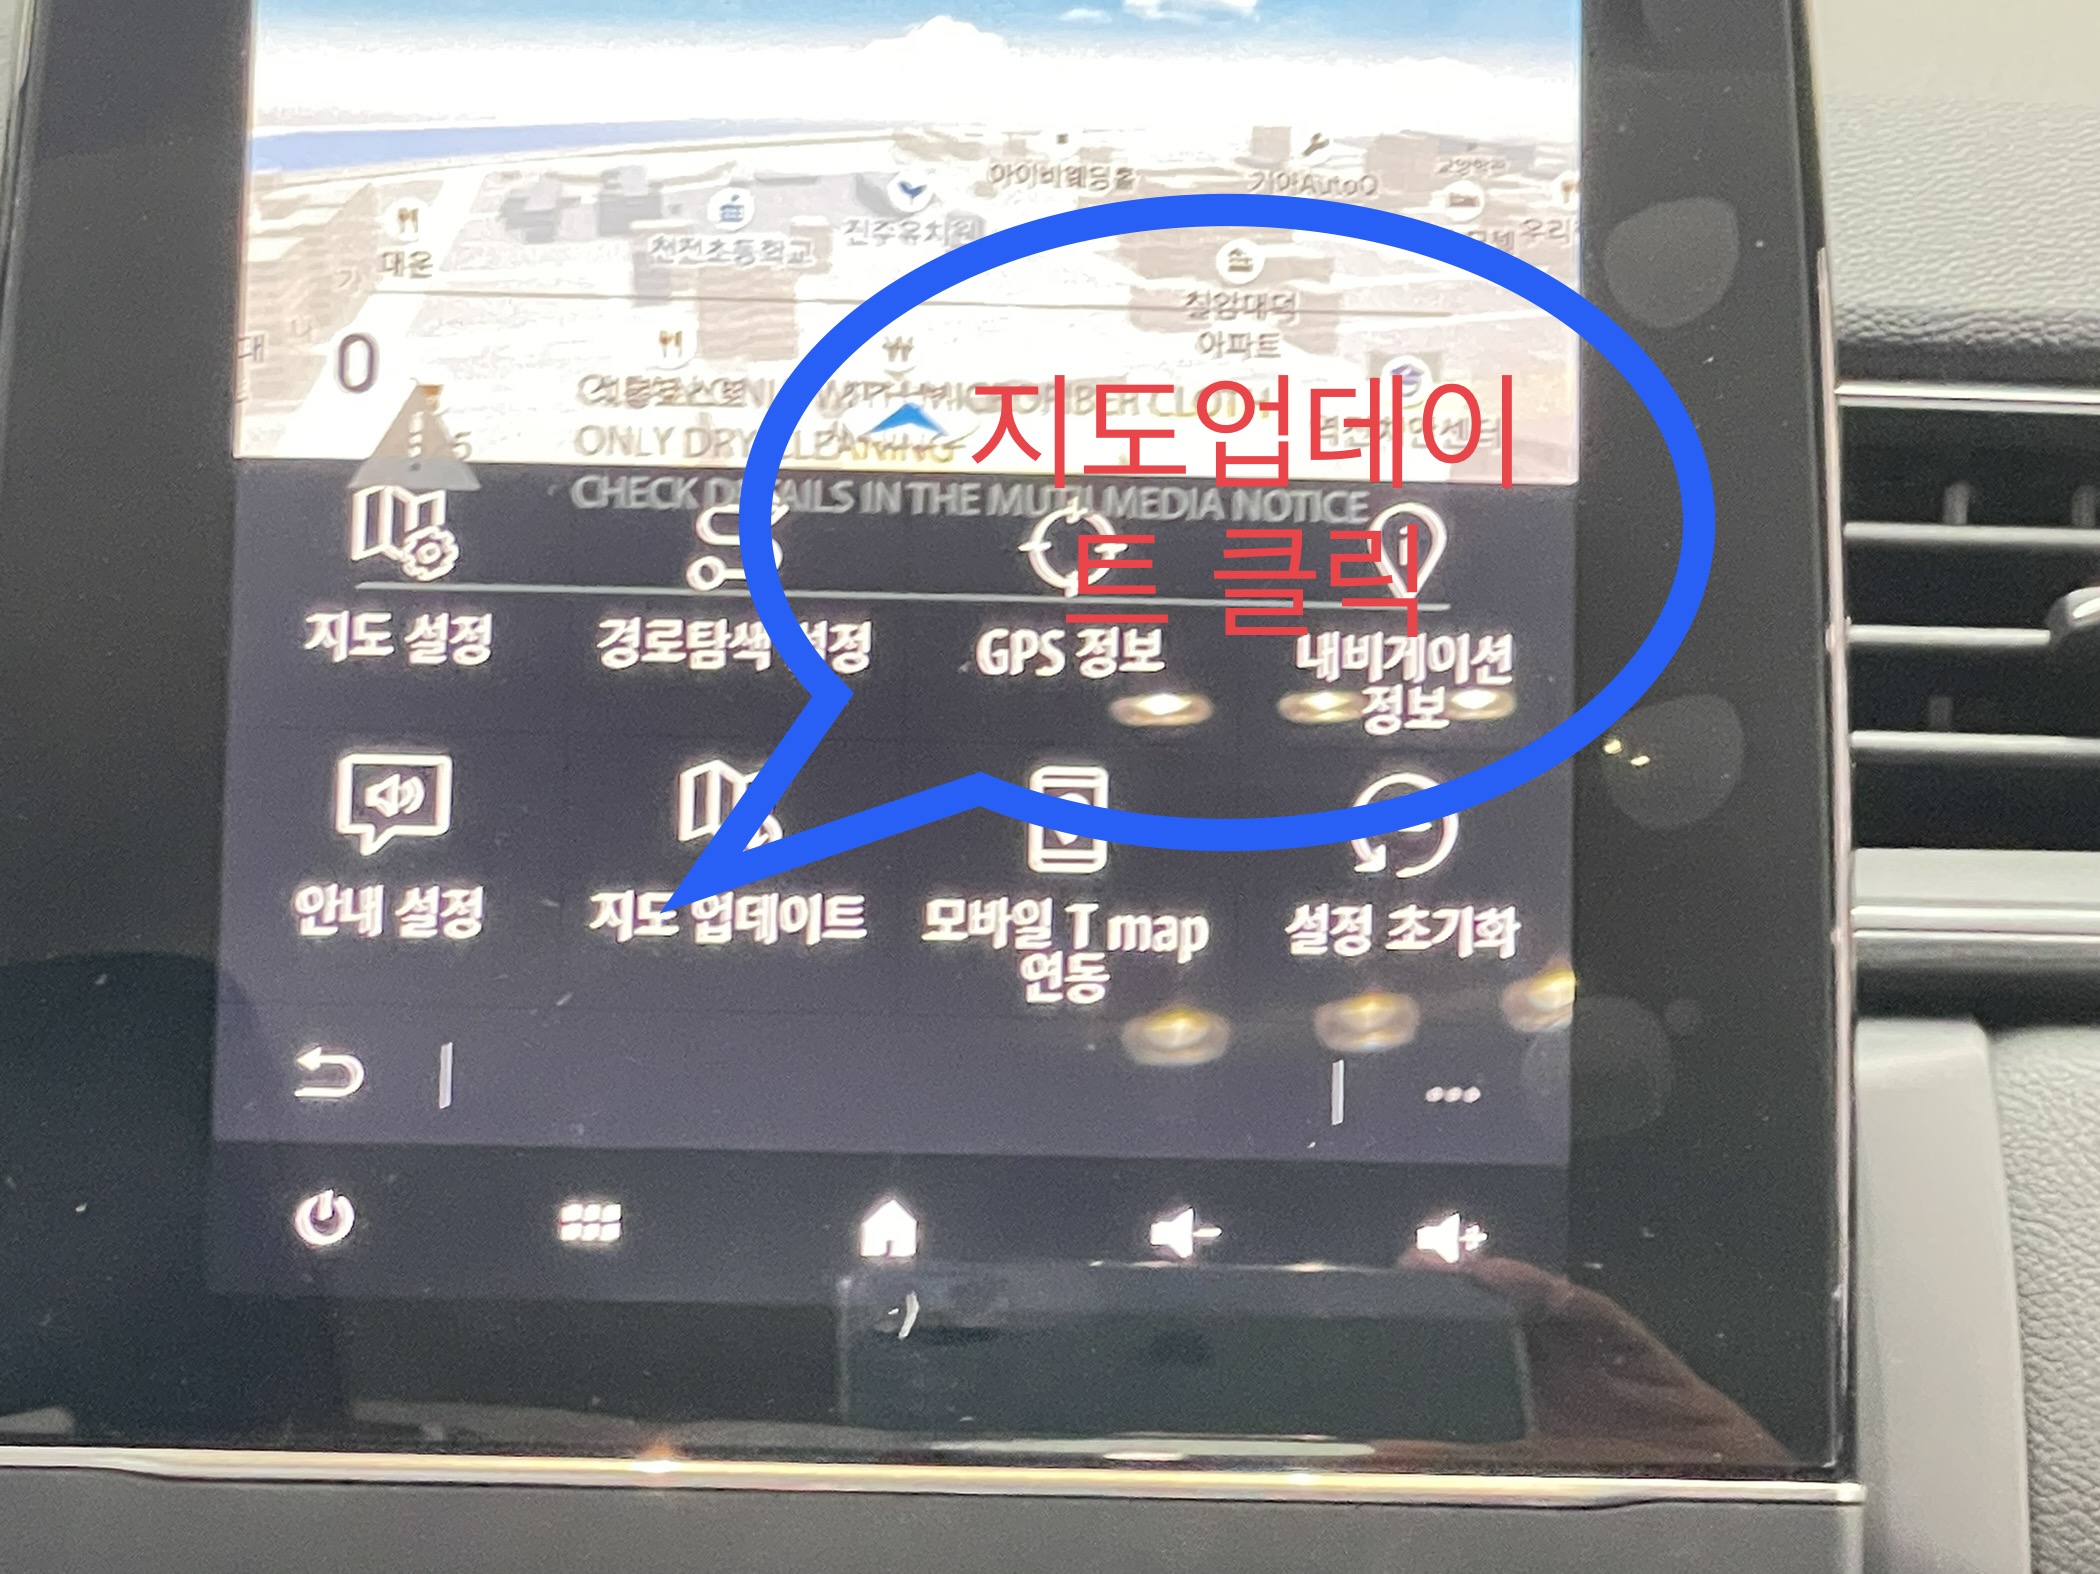 아이비웨딩홀
기아AutoQ
진주유치원
천전초등학교
대운
칠암대덕
아파트
대
0
ONLY DRY CLEANING
CHECK DETAILS IN THE MULTI MEDIA NOTICE
지도업데이
트 클릭
지도 설정
경로탐색 설정
GPS 정보
내비게이션
정보
안내 설정
지도 업데이트
모바일 T map
연동
설정 초기화